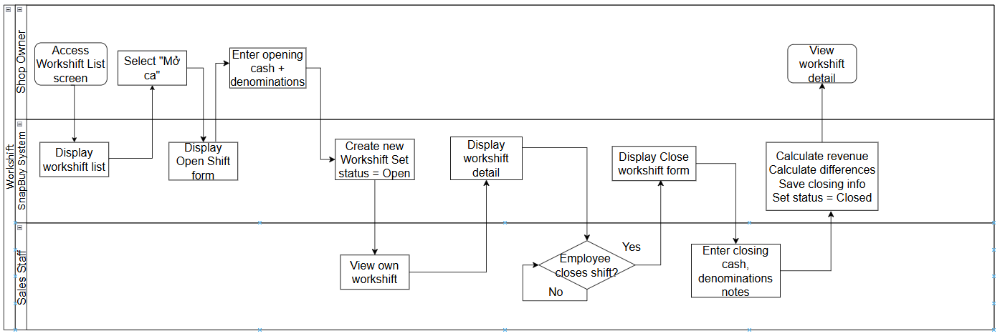 Workshift
Shop Owner
Access
Workshift List
screen
Select "Mở
ca"
Enter opening
cash +
denominations
View
workshift
detail
SnapBuy System
Display
workshift list
Display
Open Shift
form
Create new
Workshift Set
status = Open
Display
workshift
detail
Display Close
workshift form
Calculate revenue
Calculate differences
Save closing info
Set status = Closed
Sales Staff
View own
workshift
Employee
closes shift?
Yes
No
Enter closing
cash,
denominations
notes